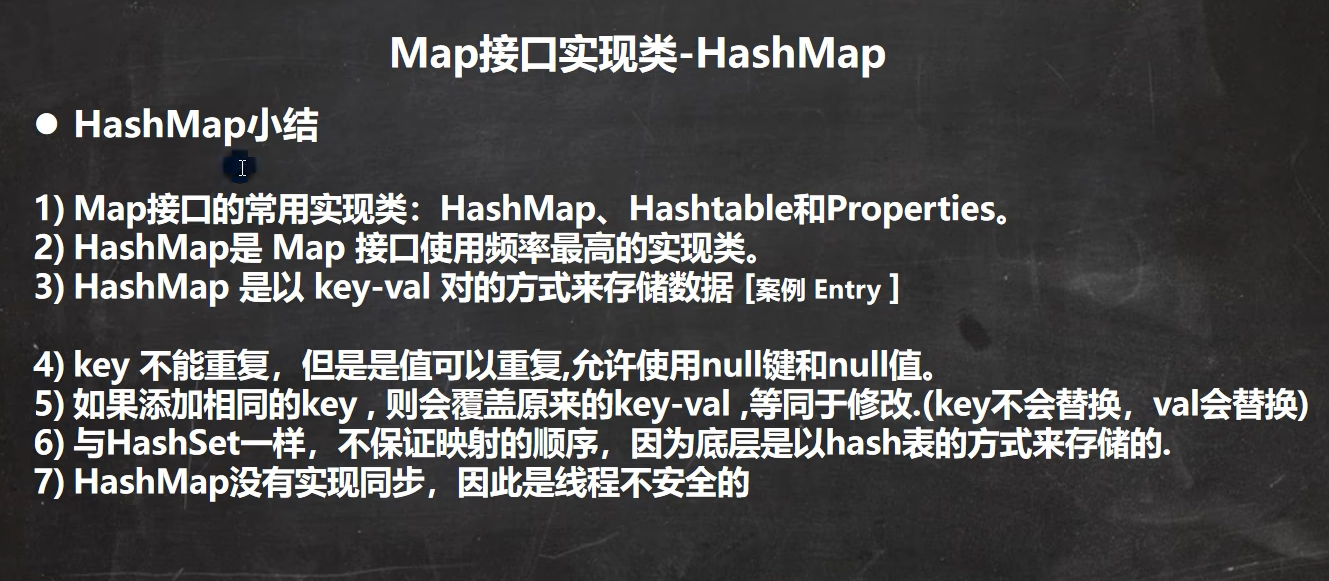 Map接口实现类-HashMap
● HashMap小结
1) Map接口的常用实现类：HashMap、Hashtable和Properties。
2) HashMap是 Map 接口使用频率最高的实现类。
3) HashMap 是以 key-val 对的方式来存储数据 [案例 Entry ]
4) key 不能重复，但是是值可以重复,允许使用null键和null值。
5) 如果添加相同的key , 则会覆盖原来的key-val ,等同于修改.(key不会替换，val会替换)
6) 与HashSet一样，不保证映射的顺序，因为底层是以hash表的方式来存储的.
7) HashMap没有实现同步，因此是线程不安全的